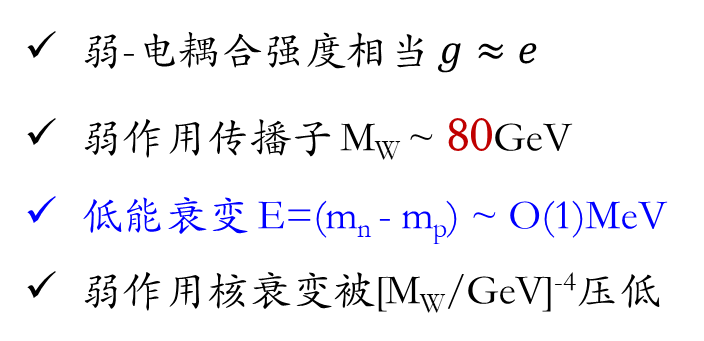 ✓ 弱-电耦合强度相当 g ≈ e
✓ 弱作用传播子 M_W ~ 80GeV
✓ 低能衰变 E=(m_n - m_p) ~ O(1)MeV
✓ 弱作用核衰变被[M_W/GeV]^-4压低